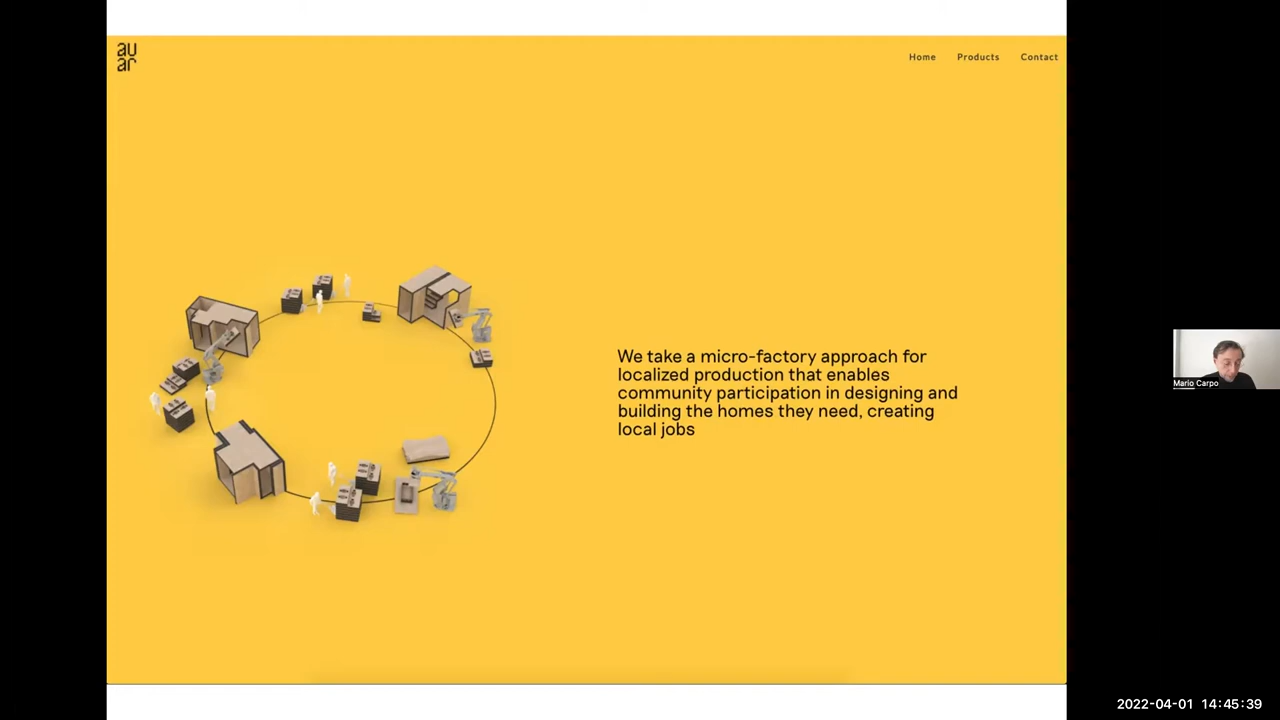 au
ar
Home Products Contact
We take a micro-factory approach for
localized production that enables
community participation in designing and
building the homes they need, creating
local jobs
Mario Carpo
2022-04-01 14:45:39